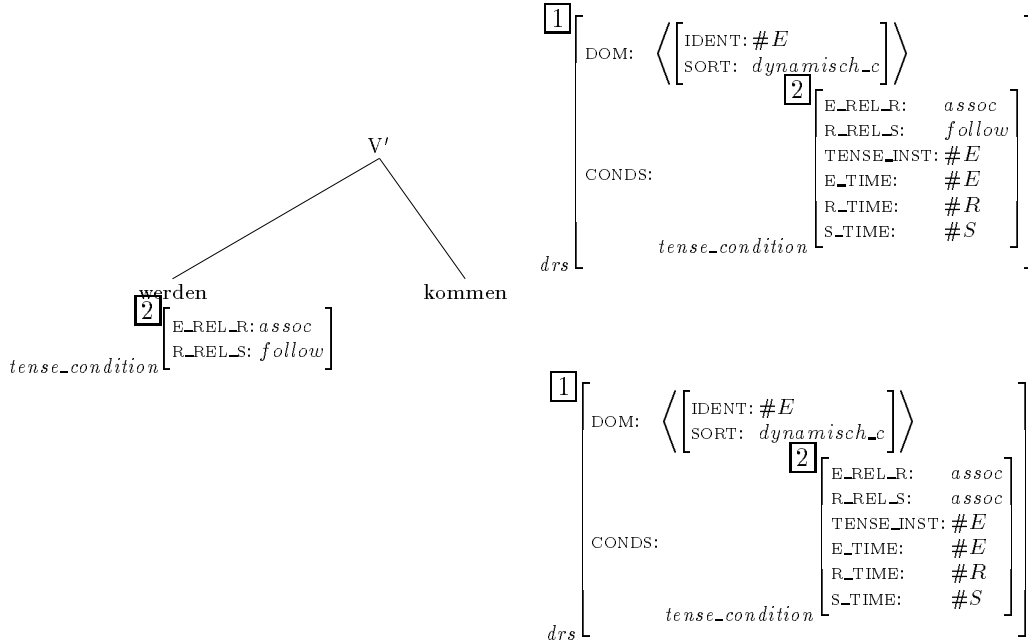 V′
werden
kommen
2
E_REL_R: assoc
R_REL_S: follow
tense_condition
1
DOM: ⟨ IDENT: #E
SORT: dynamisch_c ⟩
2
E_REL_R: assoc
R_REL_S: follow
TENSE_INST: #E
CONDS: E_TIME: #E
R_TIME: #R
S_TIME: #S
tense_condition
drs
1
DOM: ⟨ IDENT: #E
SORT: dynamisch_c ⟩
2
E_REL_R: assoc
R_REL_S: assoc
TENSE_INST: #E
CONDS: E_TIME: #E
R_TIME: #R
S_TIME: #S
tense_condition
drs